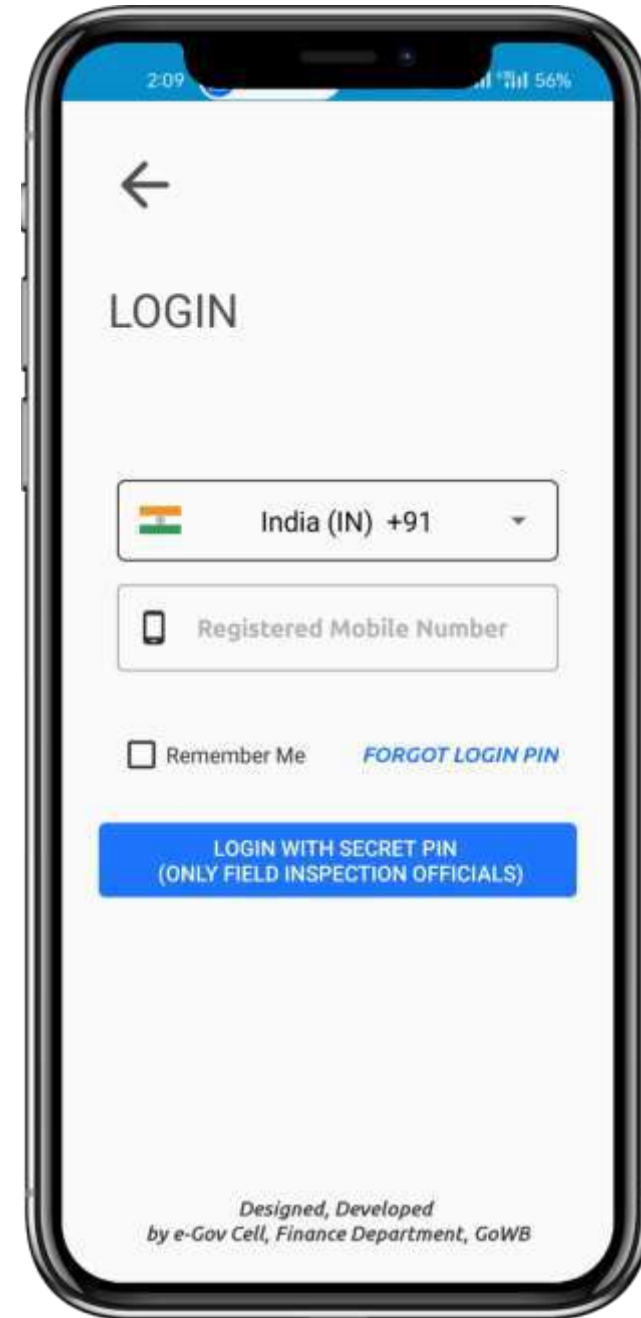 2:09
56%
LOGIN
India (IN) +91
Registered Mobile Number
Remember Me
FORGOT LOGIN PIN
LOGIN WITH SECRET PIN
(ONLY FIELD INSPECTION OFFICIALS)
Designed, Developed
by e-Gov Cell, Finance Department, GoWB